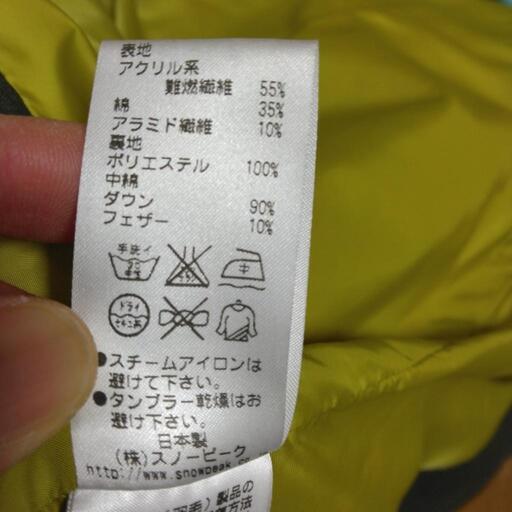 表地
アクリル系
難燃繊維 55%
綿 35%
アラミド繊維 10%
裏地
ポリエステル 100%
中綿
ダウン 90%
フェザー 10%
手洗イ
中
ドライ
●スチームアイロンは
避けて下さい。
●タンブラー乾燥はお
避け下さい。
日本製
(株)スノーピーク
http://www.snowpeak.co
製品の